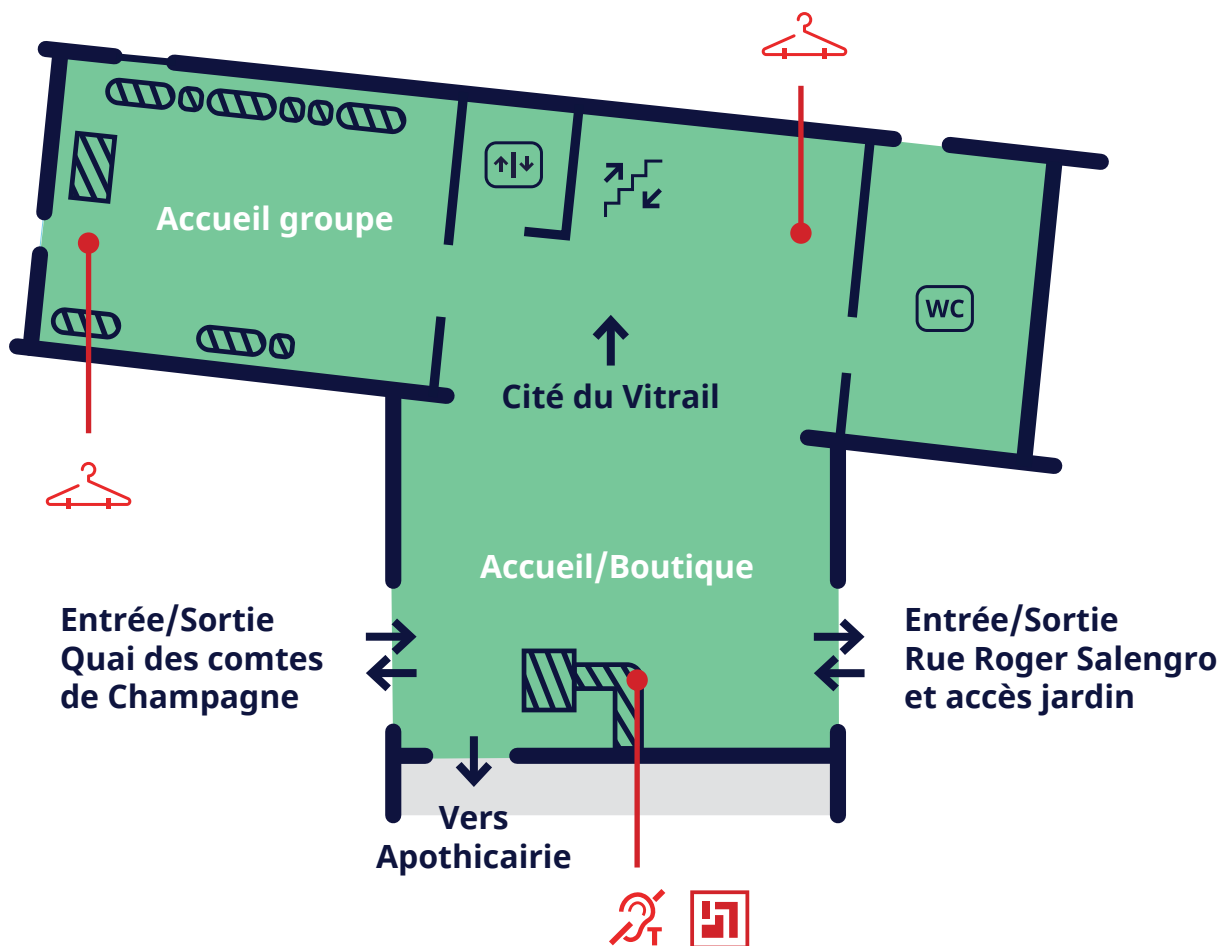 Accueil groupe
WC
Cité du Vitrail
Accueil/Boutique
Entrée/Sortie
Quai des comtes
de Champagne
Entrée/Sortie
Rue Roger Salengro
et accès jardin
Vers
Apothicairie
T